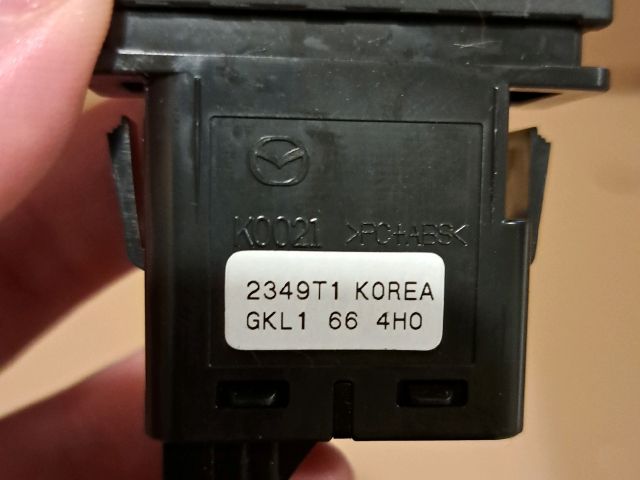 K0021 >PC+ABS<
2349T1 KOREA
GKL1 66 4H0